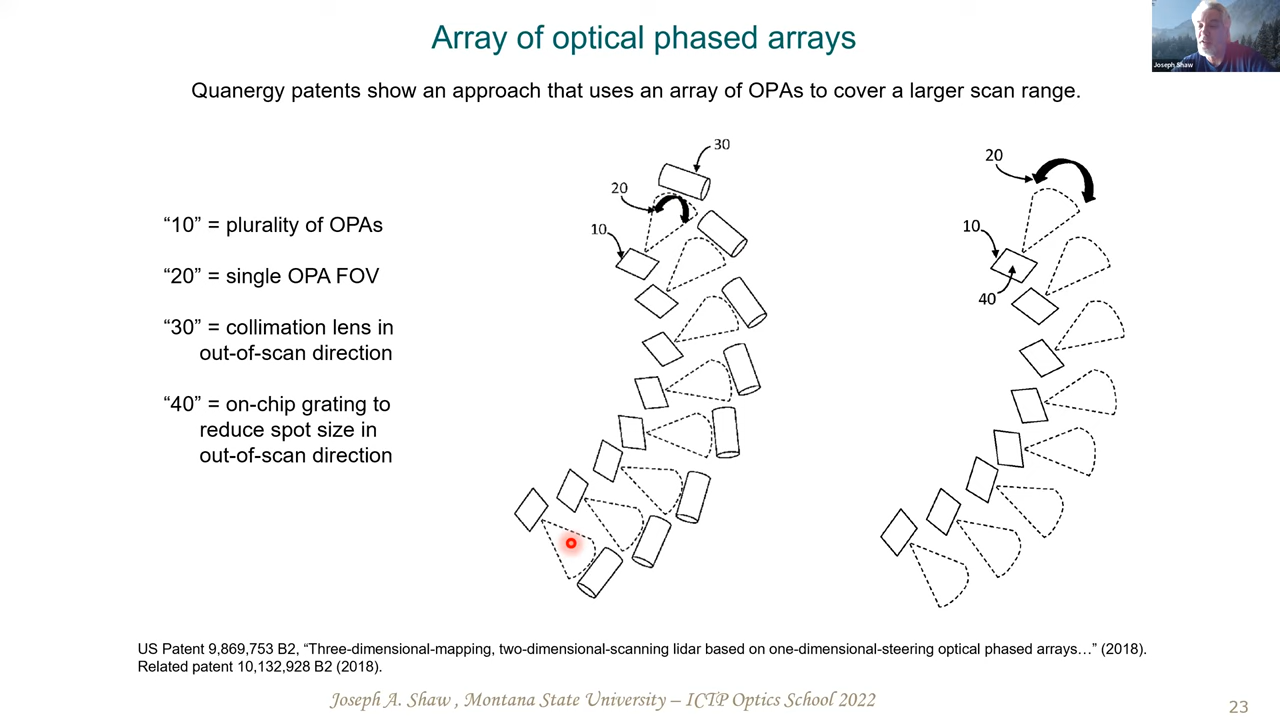 Array of optical phased arrays
Joseph Shaw
Quanergy patents show an approach that uses an array of OPAs to cover a larger scan range.
“10” = plurality of OPAs
“20” = single OPA FOV
“30” = collimation lens in
out-of-scan direction
“40” = on-chip grating to
reduce spot size in
out-of-scan direction
30
20
10
20
10
40
US Patent 9,869,753 B2, “Three-dimensional-mapping, two-dimensional-scanning lidar based on one-dimensional-steering optical phased arrays…” (2018).
Related patent 10,132,928 B2 (2018).
Joseph A. Shaw , Montana State University – ICTP Optics School 2022
23